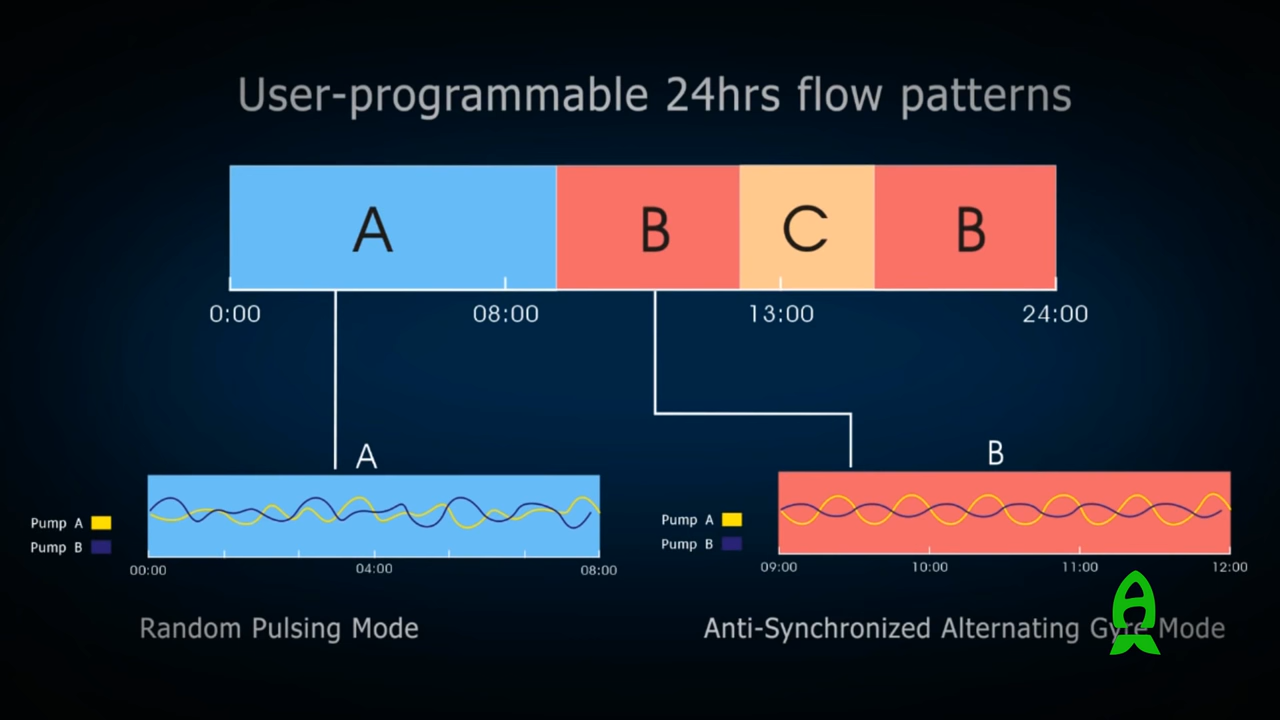 User-programmable 24hrs flow patterns
A B C B
0:00 08:00 13:00 24:00
A
Pump A
Pump B
00:00 04:00 08:00
Random Pulsing Mode
B
Pump A
Pump B
09:00 10:00 11:00 12:00
Anti-Synchronized Alternating Gyre Mode